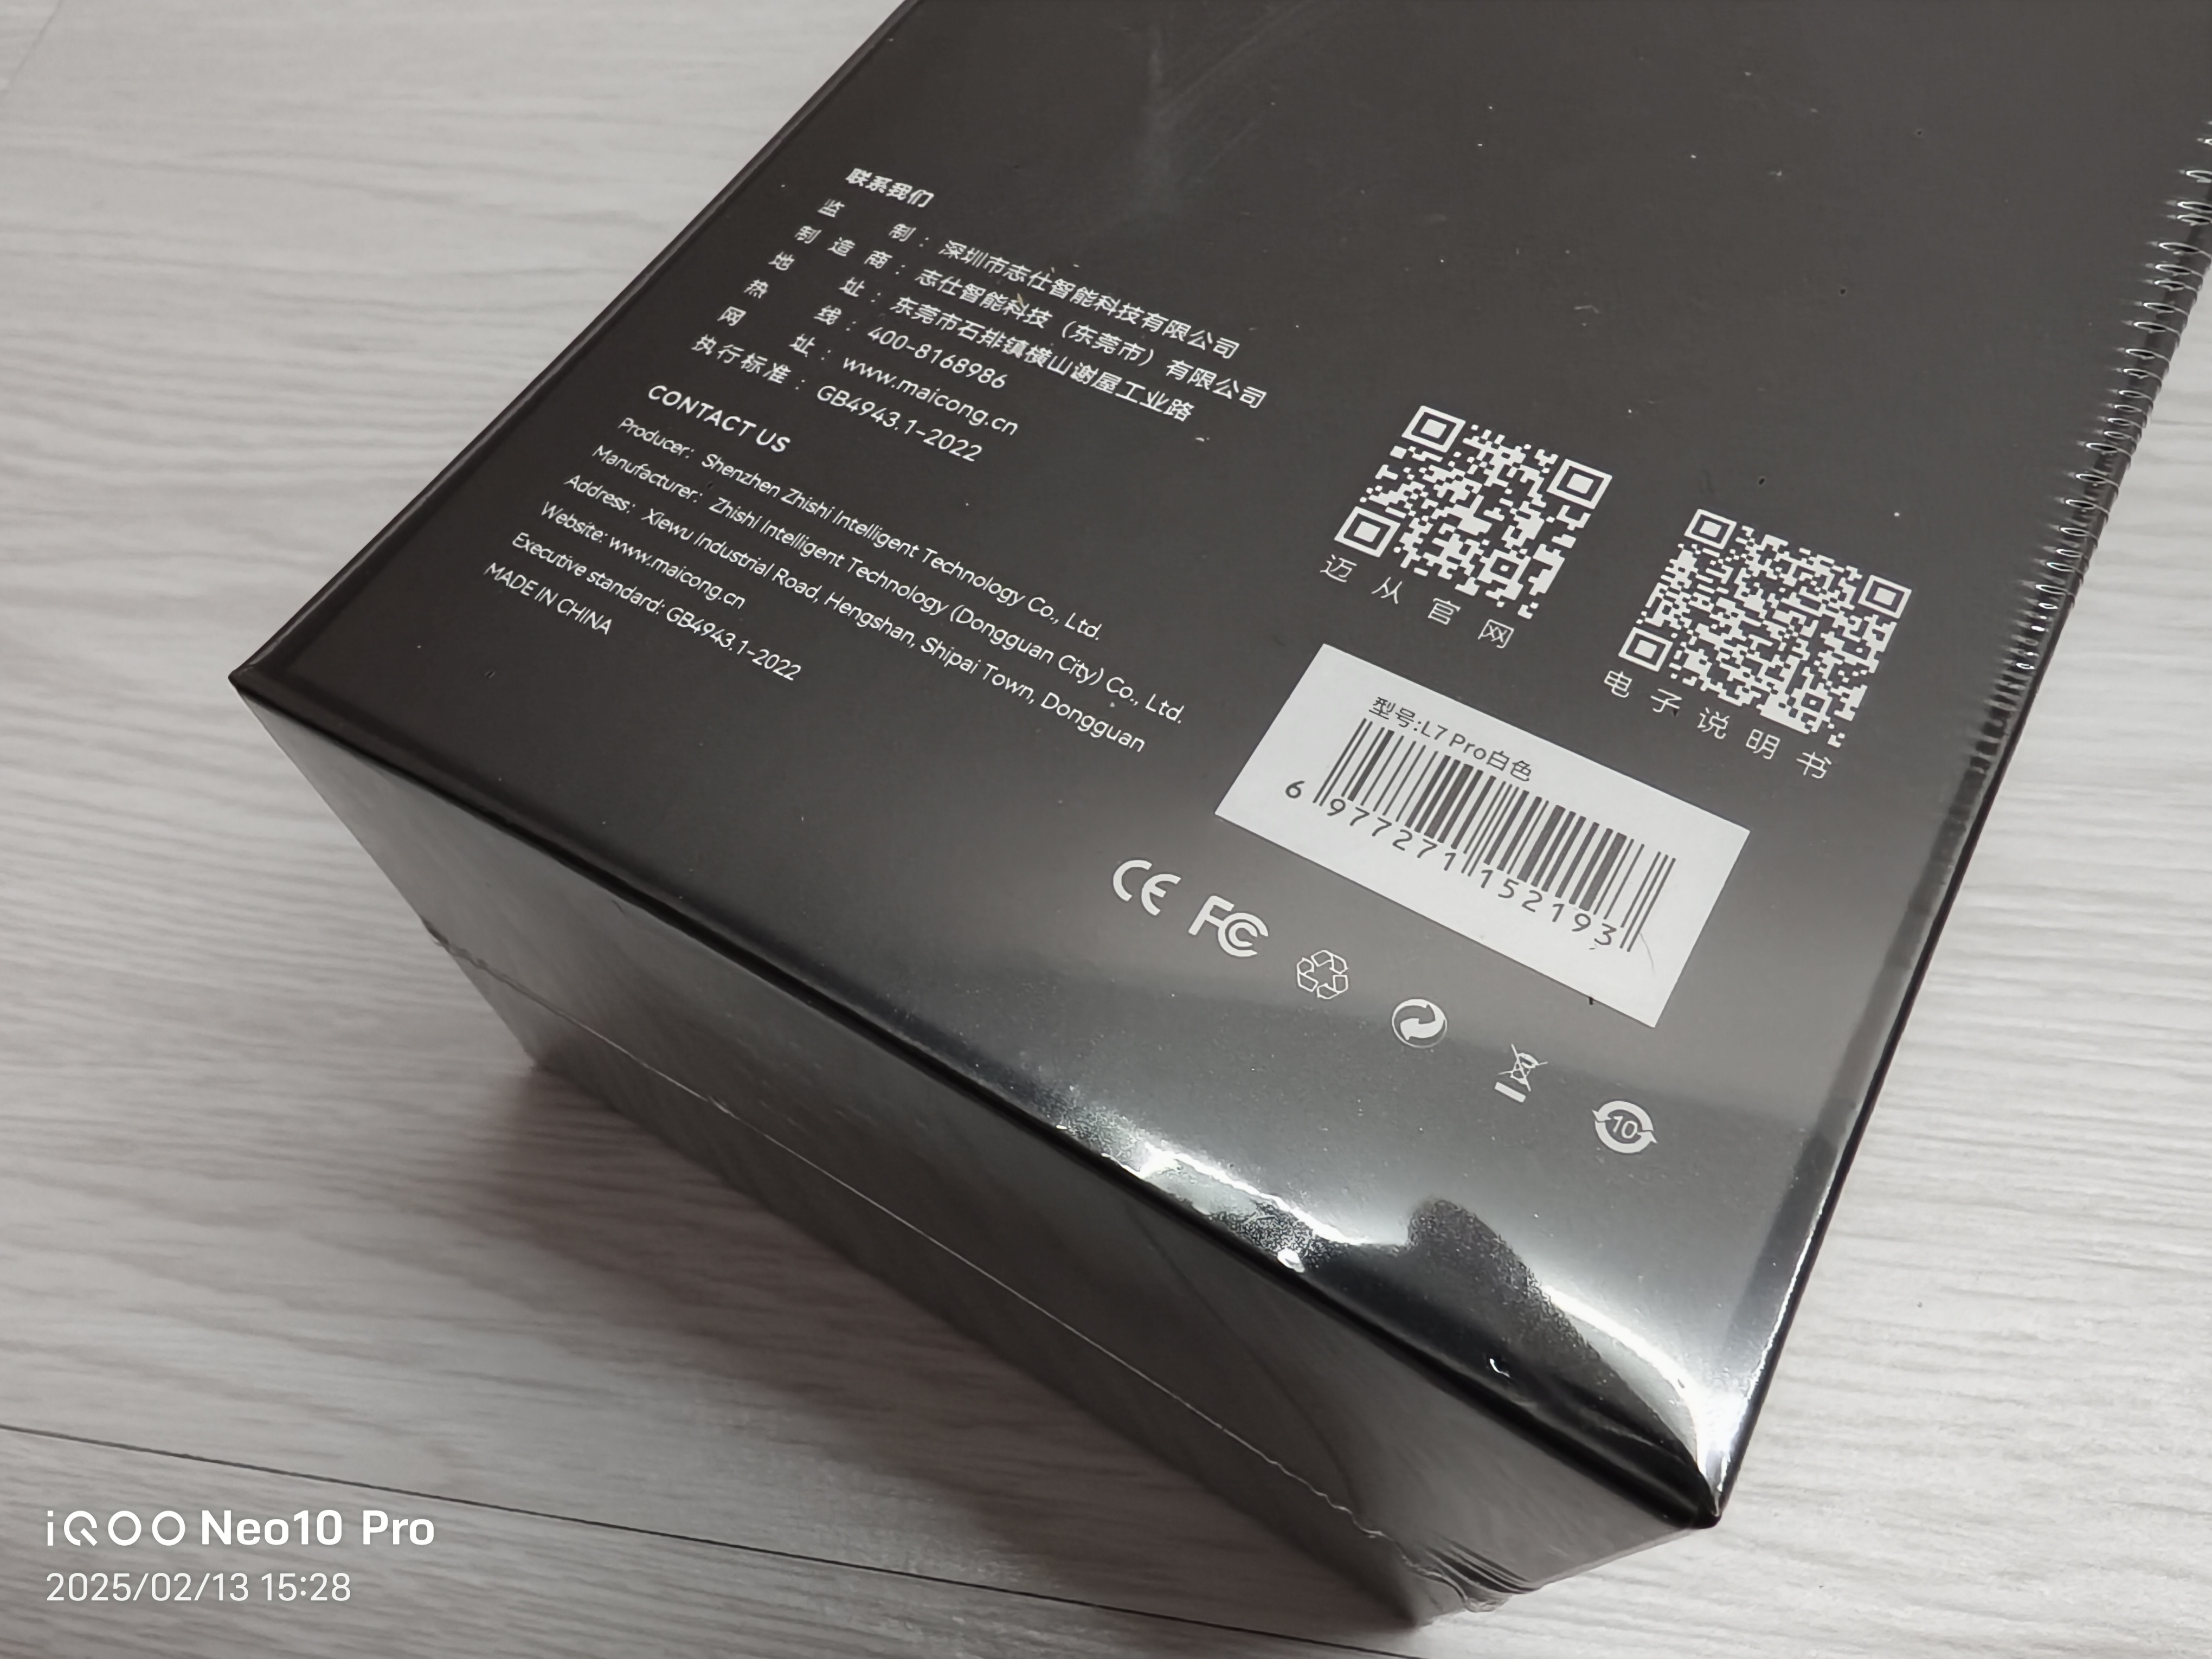 联系我们
监制：深圳市志仕智能科技有限公司
制造商：志仕智能科技（东莞市）有限公司
地址：东莞市石排镇横山谢屋工业路
热线：400-8168986
网址：www.maicong.cn
执行标准：GB4943.1-2022
CONTACT US
Producer: Shenzhen Zhishi Intelligent Technology Co., Ltd.
Manufacturer: Zhishi Intelligent Technology (Dongguan City) Co., Ltd.
Address: Xiewu Industrial Road, Hengshan, Shipai Town, Dongguan
Website: www.maicong.cn
Executive standard: GB4943.1-2022
MADE IN CHINA
迈从官网
电子说明书
型号:L7 Pro白色
6 977271 152193
CE FC
10
iQOO Neo10 Pro
2025/02/13 15:28